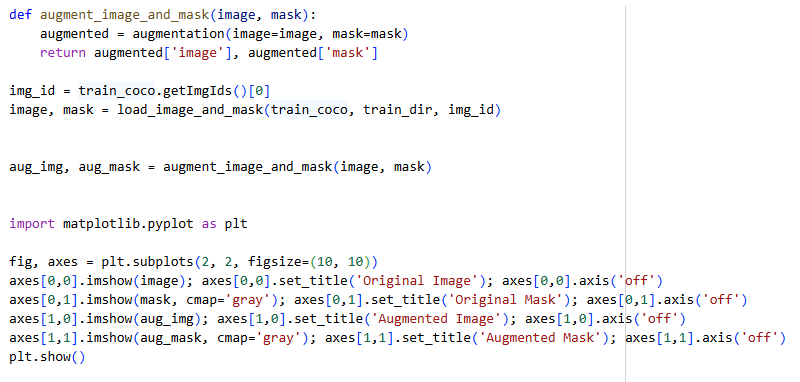 def augment_image_and_mask(image, mask):
    augmented = augmentation(image=image, mask=mask)
    return augmented['image'], augmented['mask']
img_id = train_coco.getImgIds()[0]
image, mask = load_image_and_mask(train_coco, train_dir, img_id)
aug_img, aug_mask = augment_image_and_mask(image, mask)
import matplotlib.pyplot as plt
fig, axes = plt.subplots(2, 2, figsize=(10, 10))
axes[0,0].imshow(image); axes[0,0].set_title('Original Image'); axes[0,0].axis('off')
axes[0,1].imshow(mask, cmap='gray'); axes[0,1].set_title('Original Mask'); axes[0,1].axis('off')
axes[1,0].imshow(aug_img); axes[1,0].set_title('Augmented Image'); axes[1,0].axis('off')
axes[1,1].imshow(aug_mask, cmap='gray'); axes[1,1].set_title('Augmented Mask'); axes[1,1].axis('off')
plt.show()